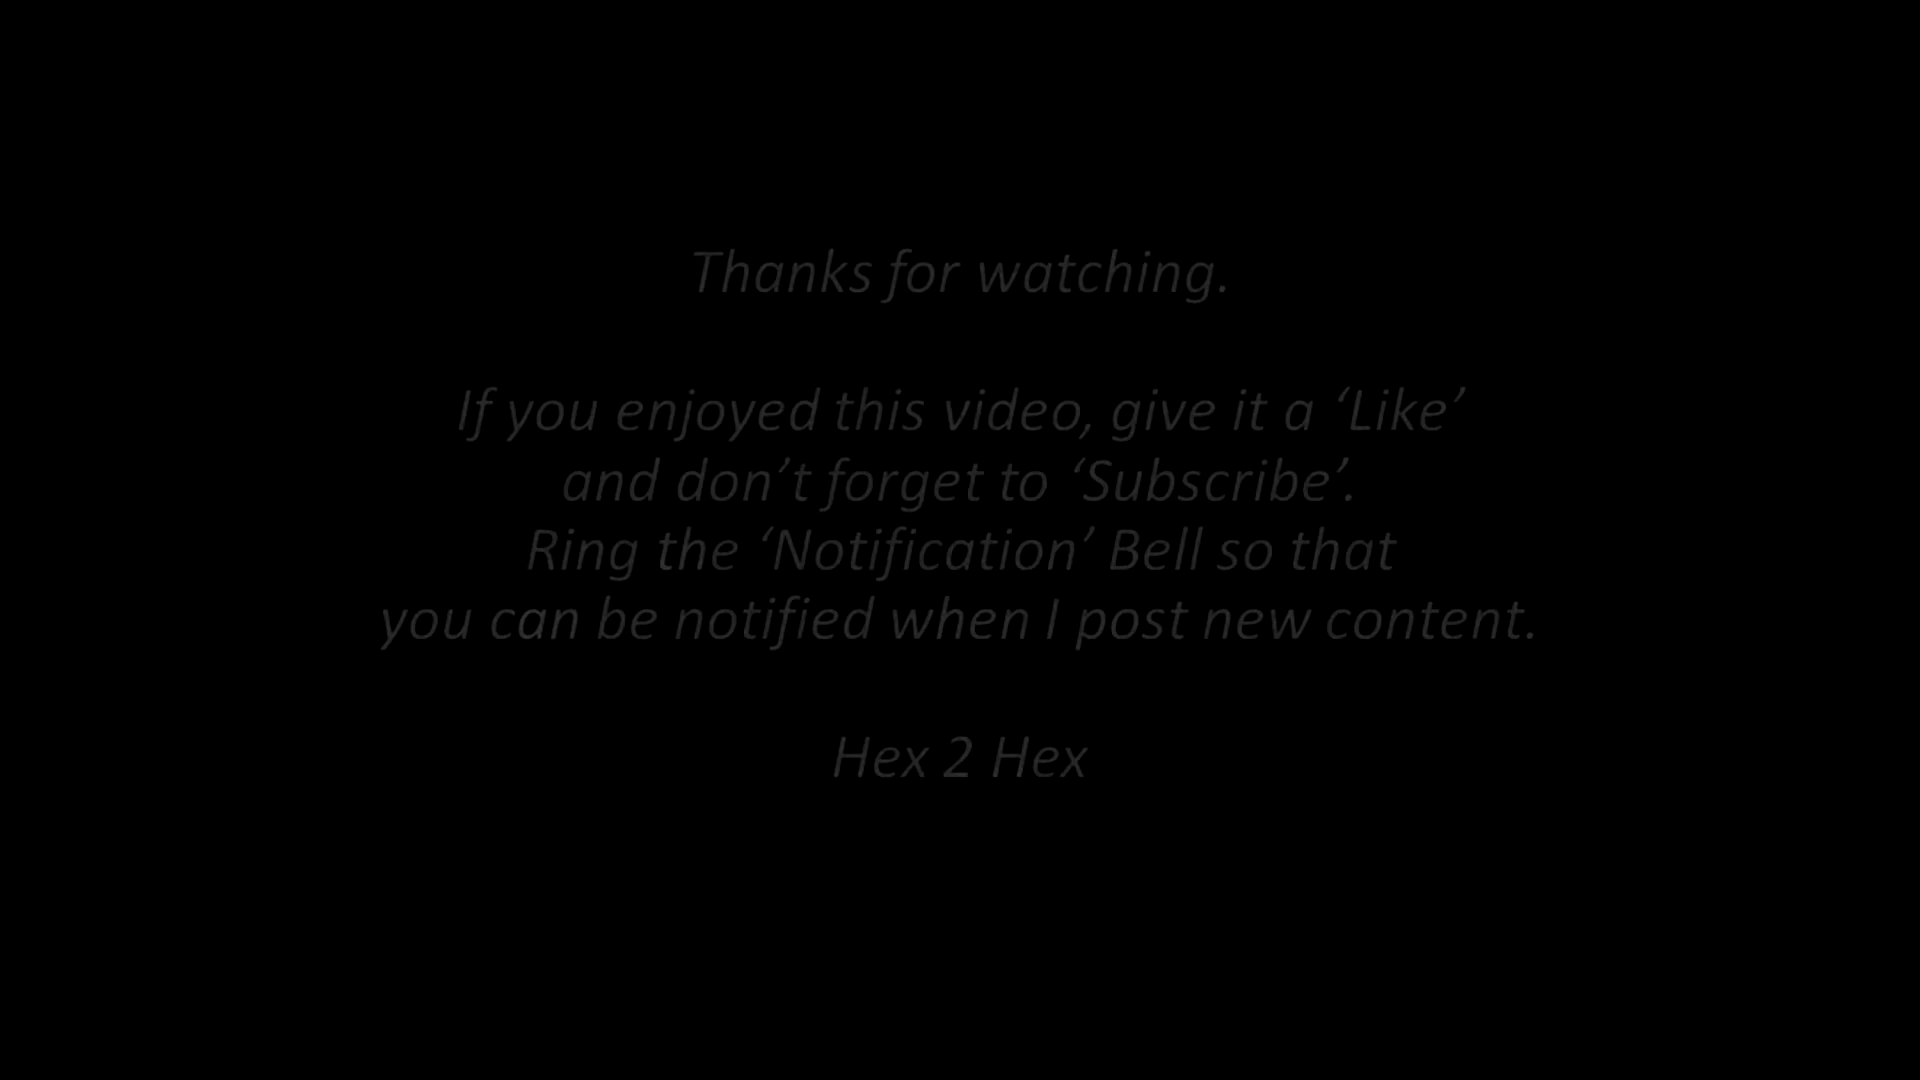 Thanks for watching.
If you enjoyed this video, give it a ‘Like’
and don’t forget to ‘Subscribe’.
Ring the ‘Notification’ Bell so that
you can be notified when I post new content.
Hex 2 Hex